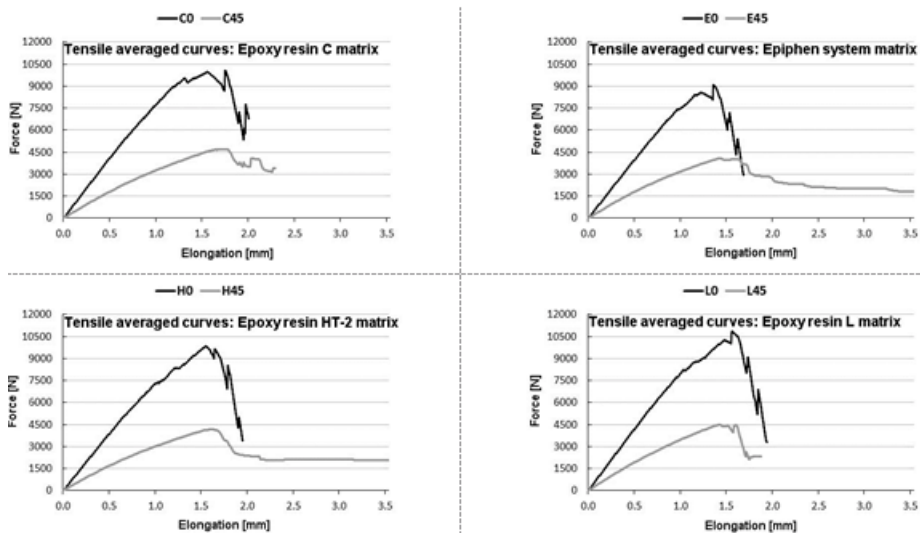 C0 C45
Tensile averaged curves: Epoxy resin C matrix
12000
10500
9000
7500
6000
4500
3000
1500
0
Force [N]
0.0 0.5 1.0 1.5 2.0 2.5 3.0 3.5
Elongation [mm]
E0 E45
Tensile averaged curves: Epiphen system matrix
12000
10500
9000
7500
6000
4500
3000
1500
0
Force [N]
0.0 0.5 1.0 1.5 2.0 2.5 3.0 3.5
Elongation [mm]
H0 H45
Tensile averaged curves: Epoxy resin HT-2 matrix
12000
10500
9000
7500
6000
4500
3000
1500
0
Force [N]
0.0 0.5 1.0 1.5 2.0 2.5 3.0 3.5
Elongation [mm]
L0 L45
Tensile averaged curves: Epoxy resin L matrix
12000
10500
9000
7500
6000
4500
3000
1500
0
Force [N]
0.0 0.5 1.0 1.5 2.0 2.5 3.0 3.5
Elongation [mm]